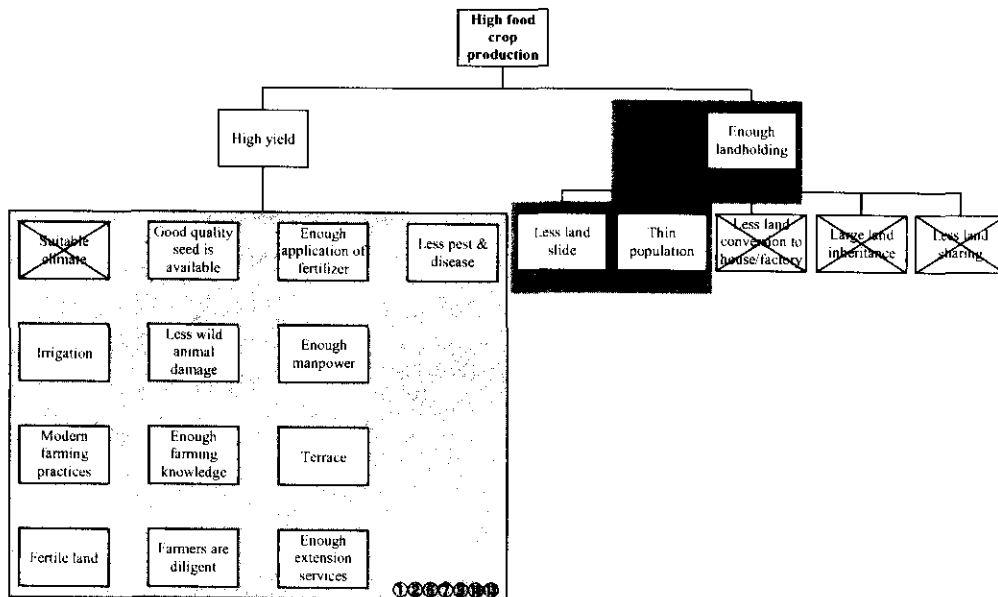 High food
crop
production
High yield
Enough
landholding
Suitable
climate
Good quality
seed is
available
Enough
application of
fertilizer
Less pest &
disease
Less land
slide
Thin
population
Less land
convention to
house/factory
Large land
inheritance
Less land
sharing
Irrigation
Less wild
animal
damage
Enough
manpower
Modern
farming
practices
Enough
farming
knowledge
Terrace
Fertile land
Farmers are
diligent
Enough
extension
services
①②⑥⑦